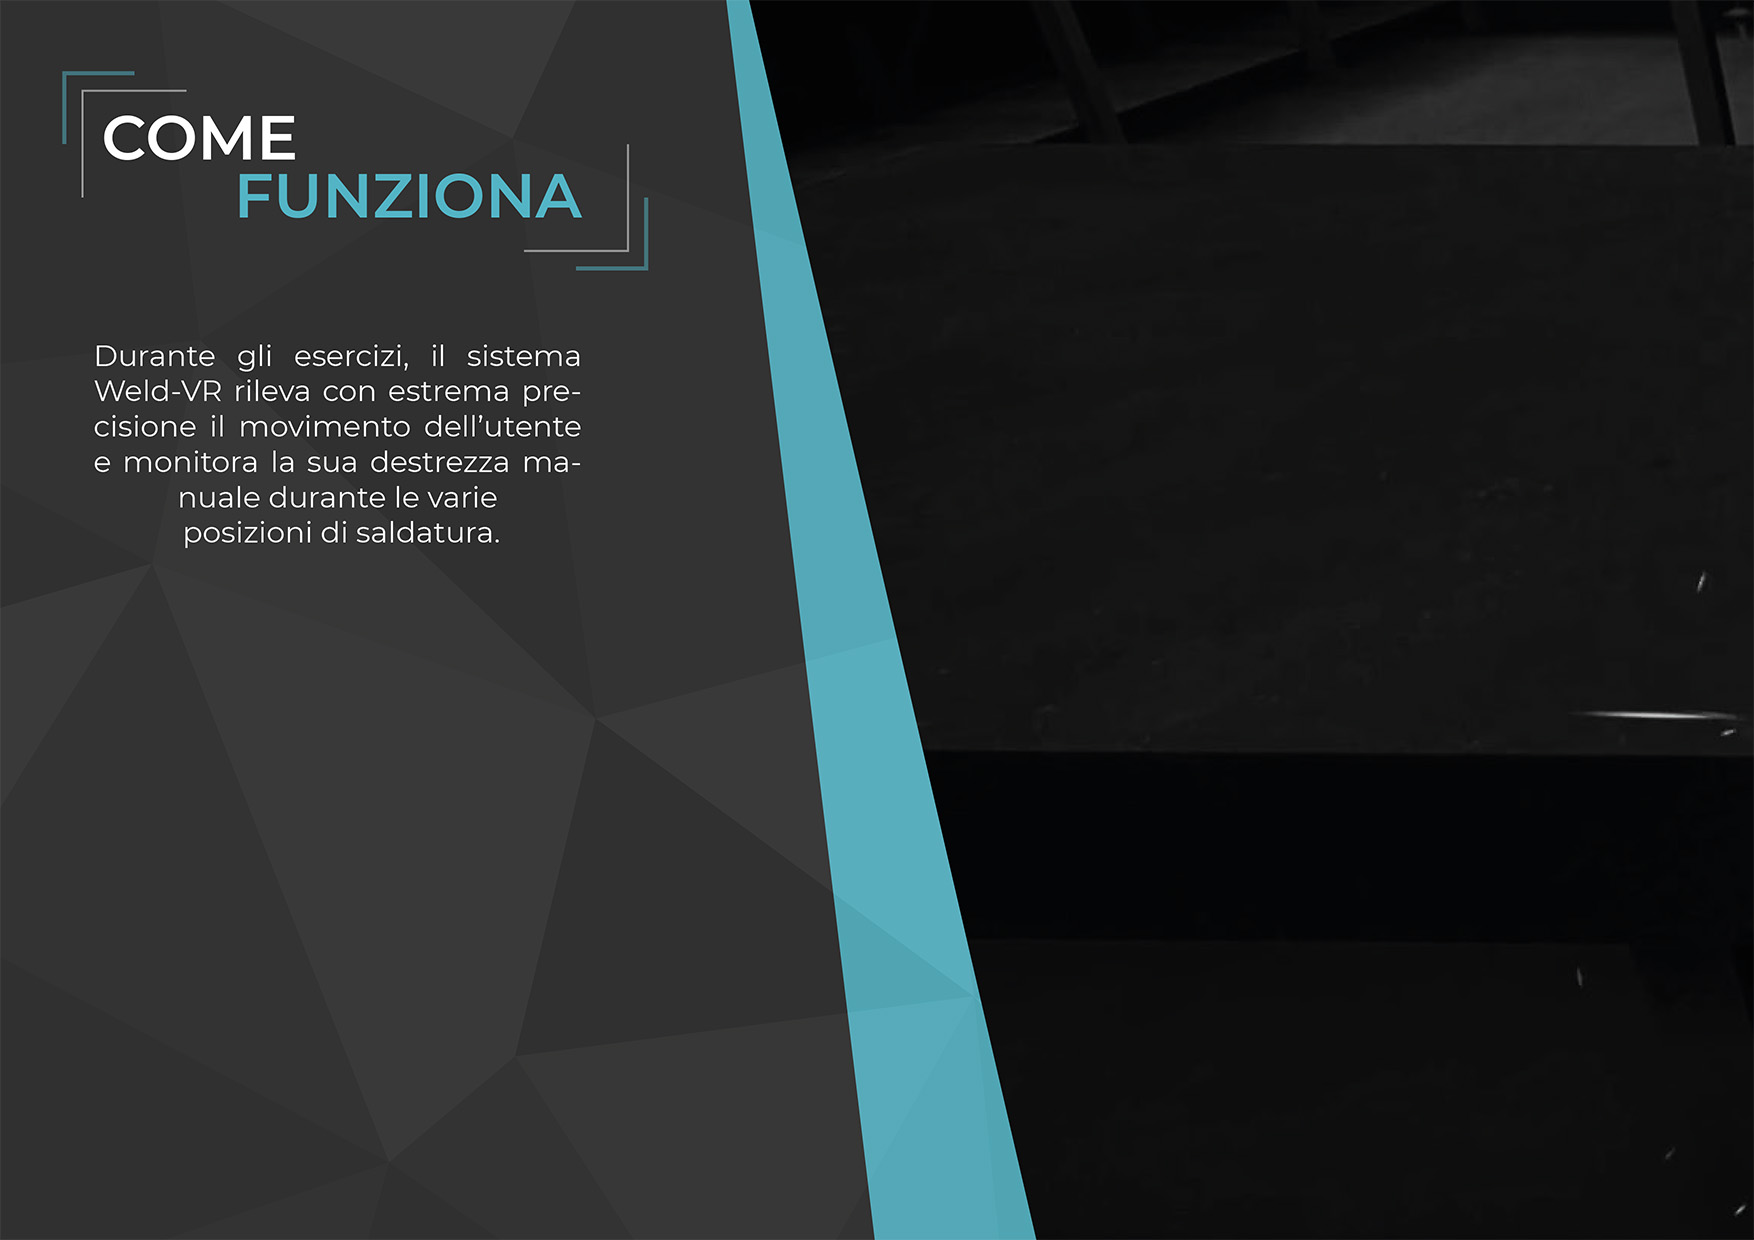 COME
FUNZIONA
Durante gli esercizi, il sistema
Weld-VR rileva con estrema pre-
cisione il movimento dell’utente
e monitora la sua destrezza ma-
nuale durante le varie
posizioni di saldatura.